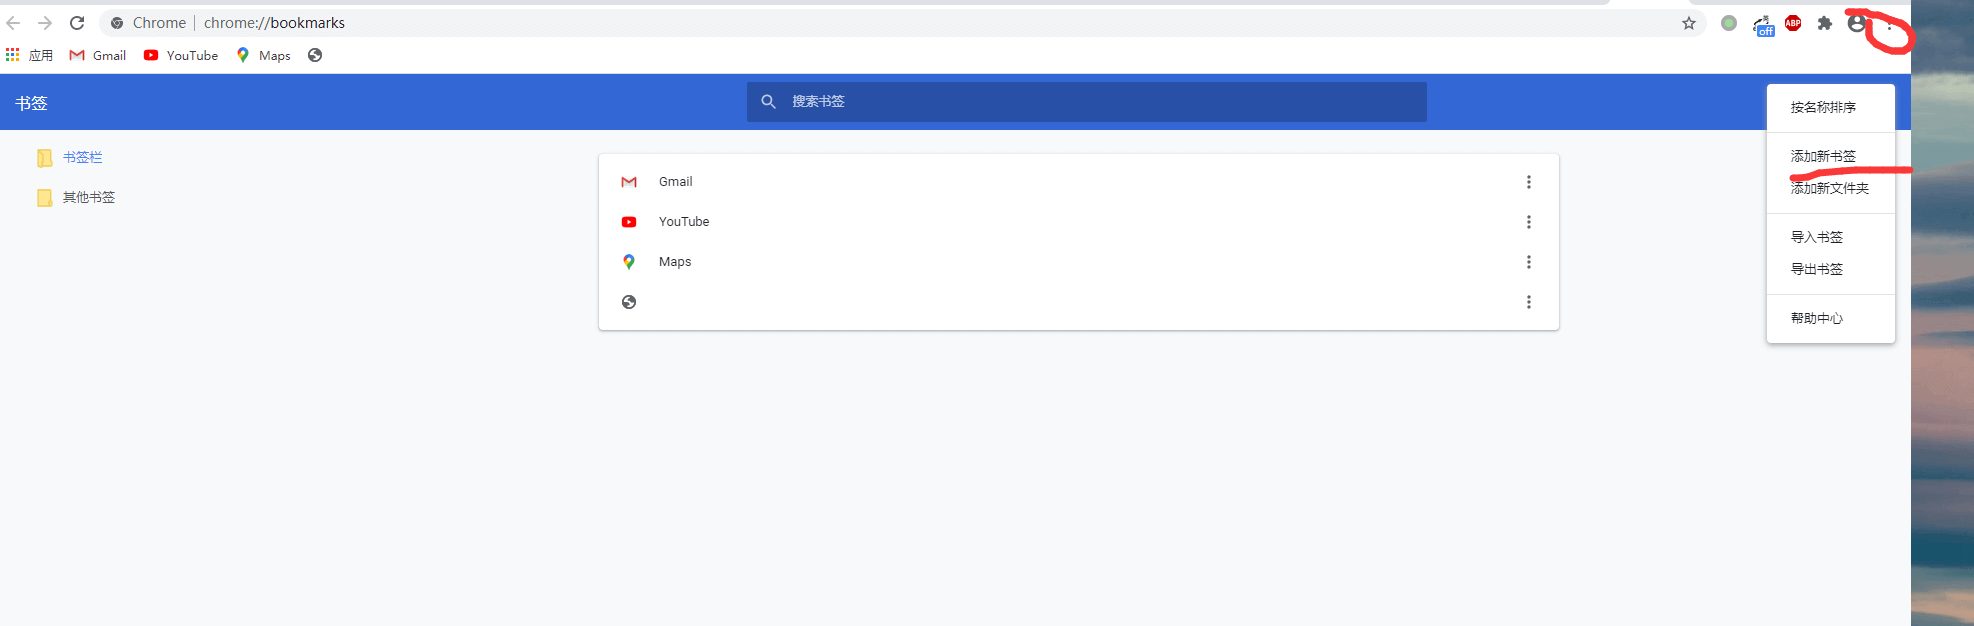 Chrome | chrome://bookmarks
off
ABP
应用 Gmail YouTube Maps
书签
搜索书签
书签栏
其他书签
Gmail
YouTube
Maps
按名称排序
添加新书签
添加新文件夹
导入书签
导出书签
帮助中心